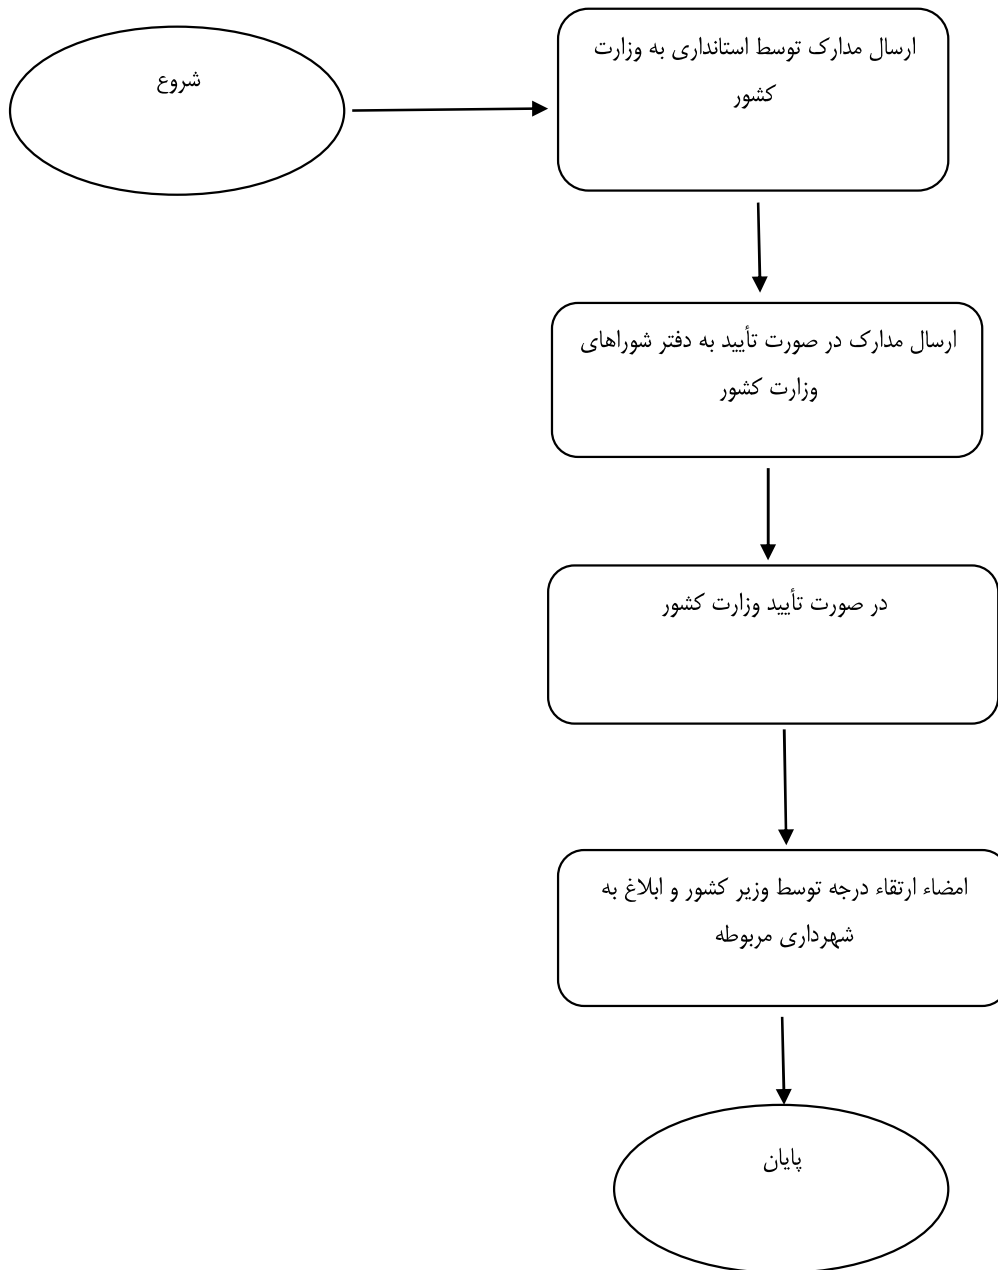 شروع
ارسال مدارک توسط استانداری به وزارت
کشور
ارسال مدارک در صورت تأیید به دفتر شوراهای
وزارت کشور
در صورت تأیید وزارت کشور
امضاء ارتقاء درجه توسط وزیر کشور و ابلاغ به
شهرداری مربوطه
پایان